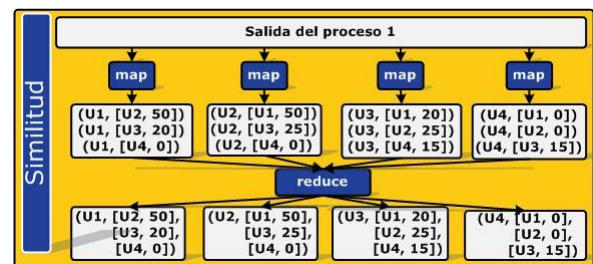 Similitud
Salida del proceso 1
map map map map
(U1, [U2, 50]) (U2, [U1, 50]) (U3, [U1, 20]) (U4, [U1, 0])
(U1, [U3, 20]) (U2, [U3, 25]) (U3, [U2, 25]) (U4, [U2, 0])
(U1, [U4, 0]) (U2, [U4, 0]) (U3, [U4, 15]) (U4, [U3, 15])
reduce
(U1, [U2, 50], (U2, [U1, 50], (U3, [U1, 20], (U4, [U1, 0],
[U3, 20], [U3, 25], [U2, 25], [U2, 0],
[U4, 0]) [U4, 0]) [U4, 15]) [U3, 15])